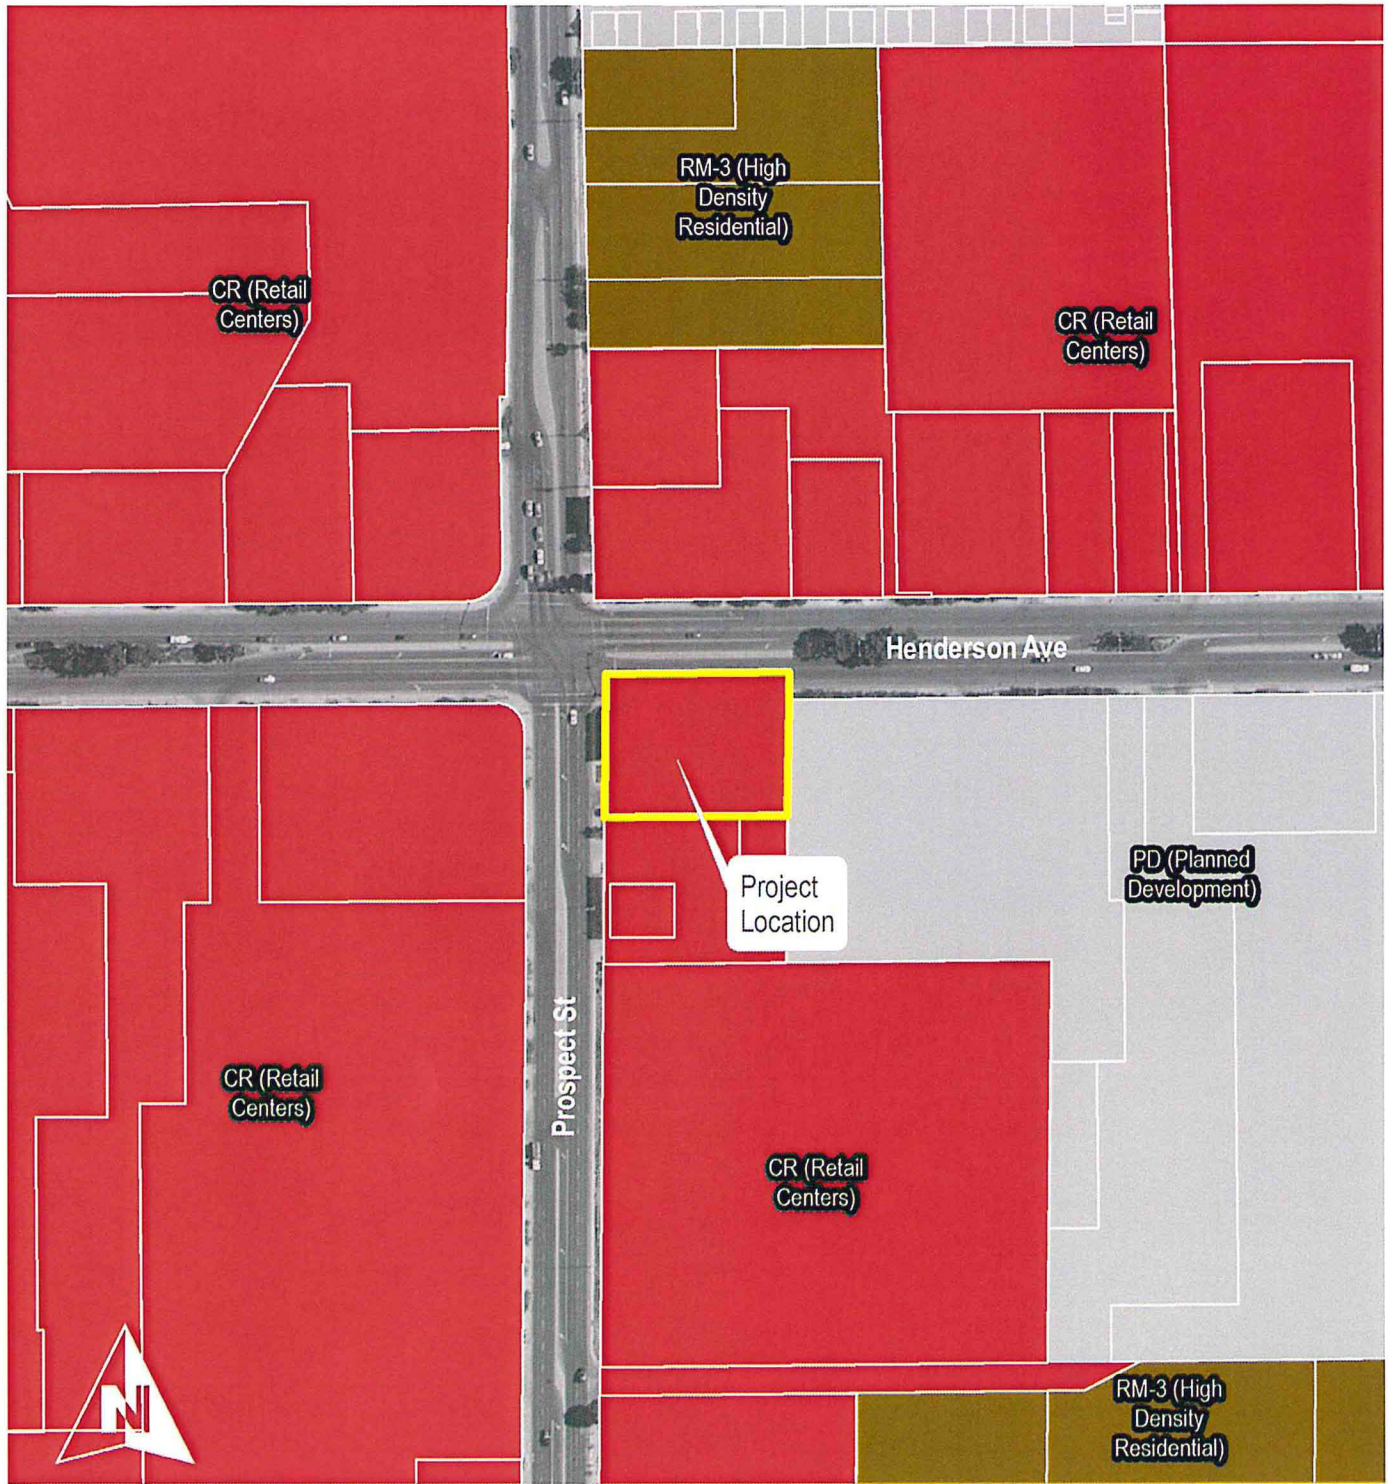 RM-3 (High
Density
Residential)
CR (Retail
Centers)
CR (Retail
Centers)
Henderson Ave
Project
Location
PD (Planned
Development)
Prospect St
CR (Retail
Centers)
CR (Retail
Centers)
RM-3 (High
Density
Residential)
N